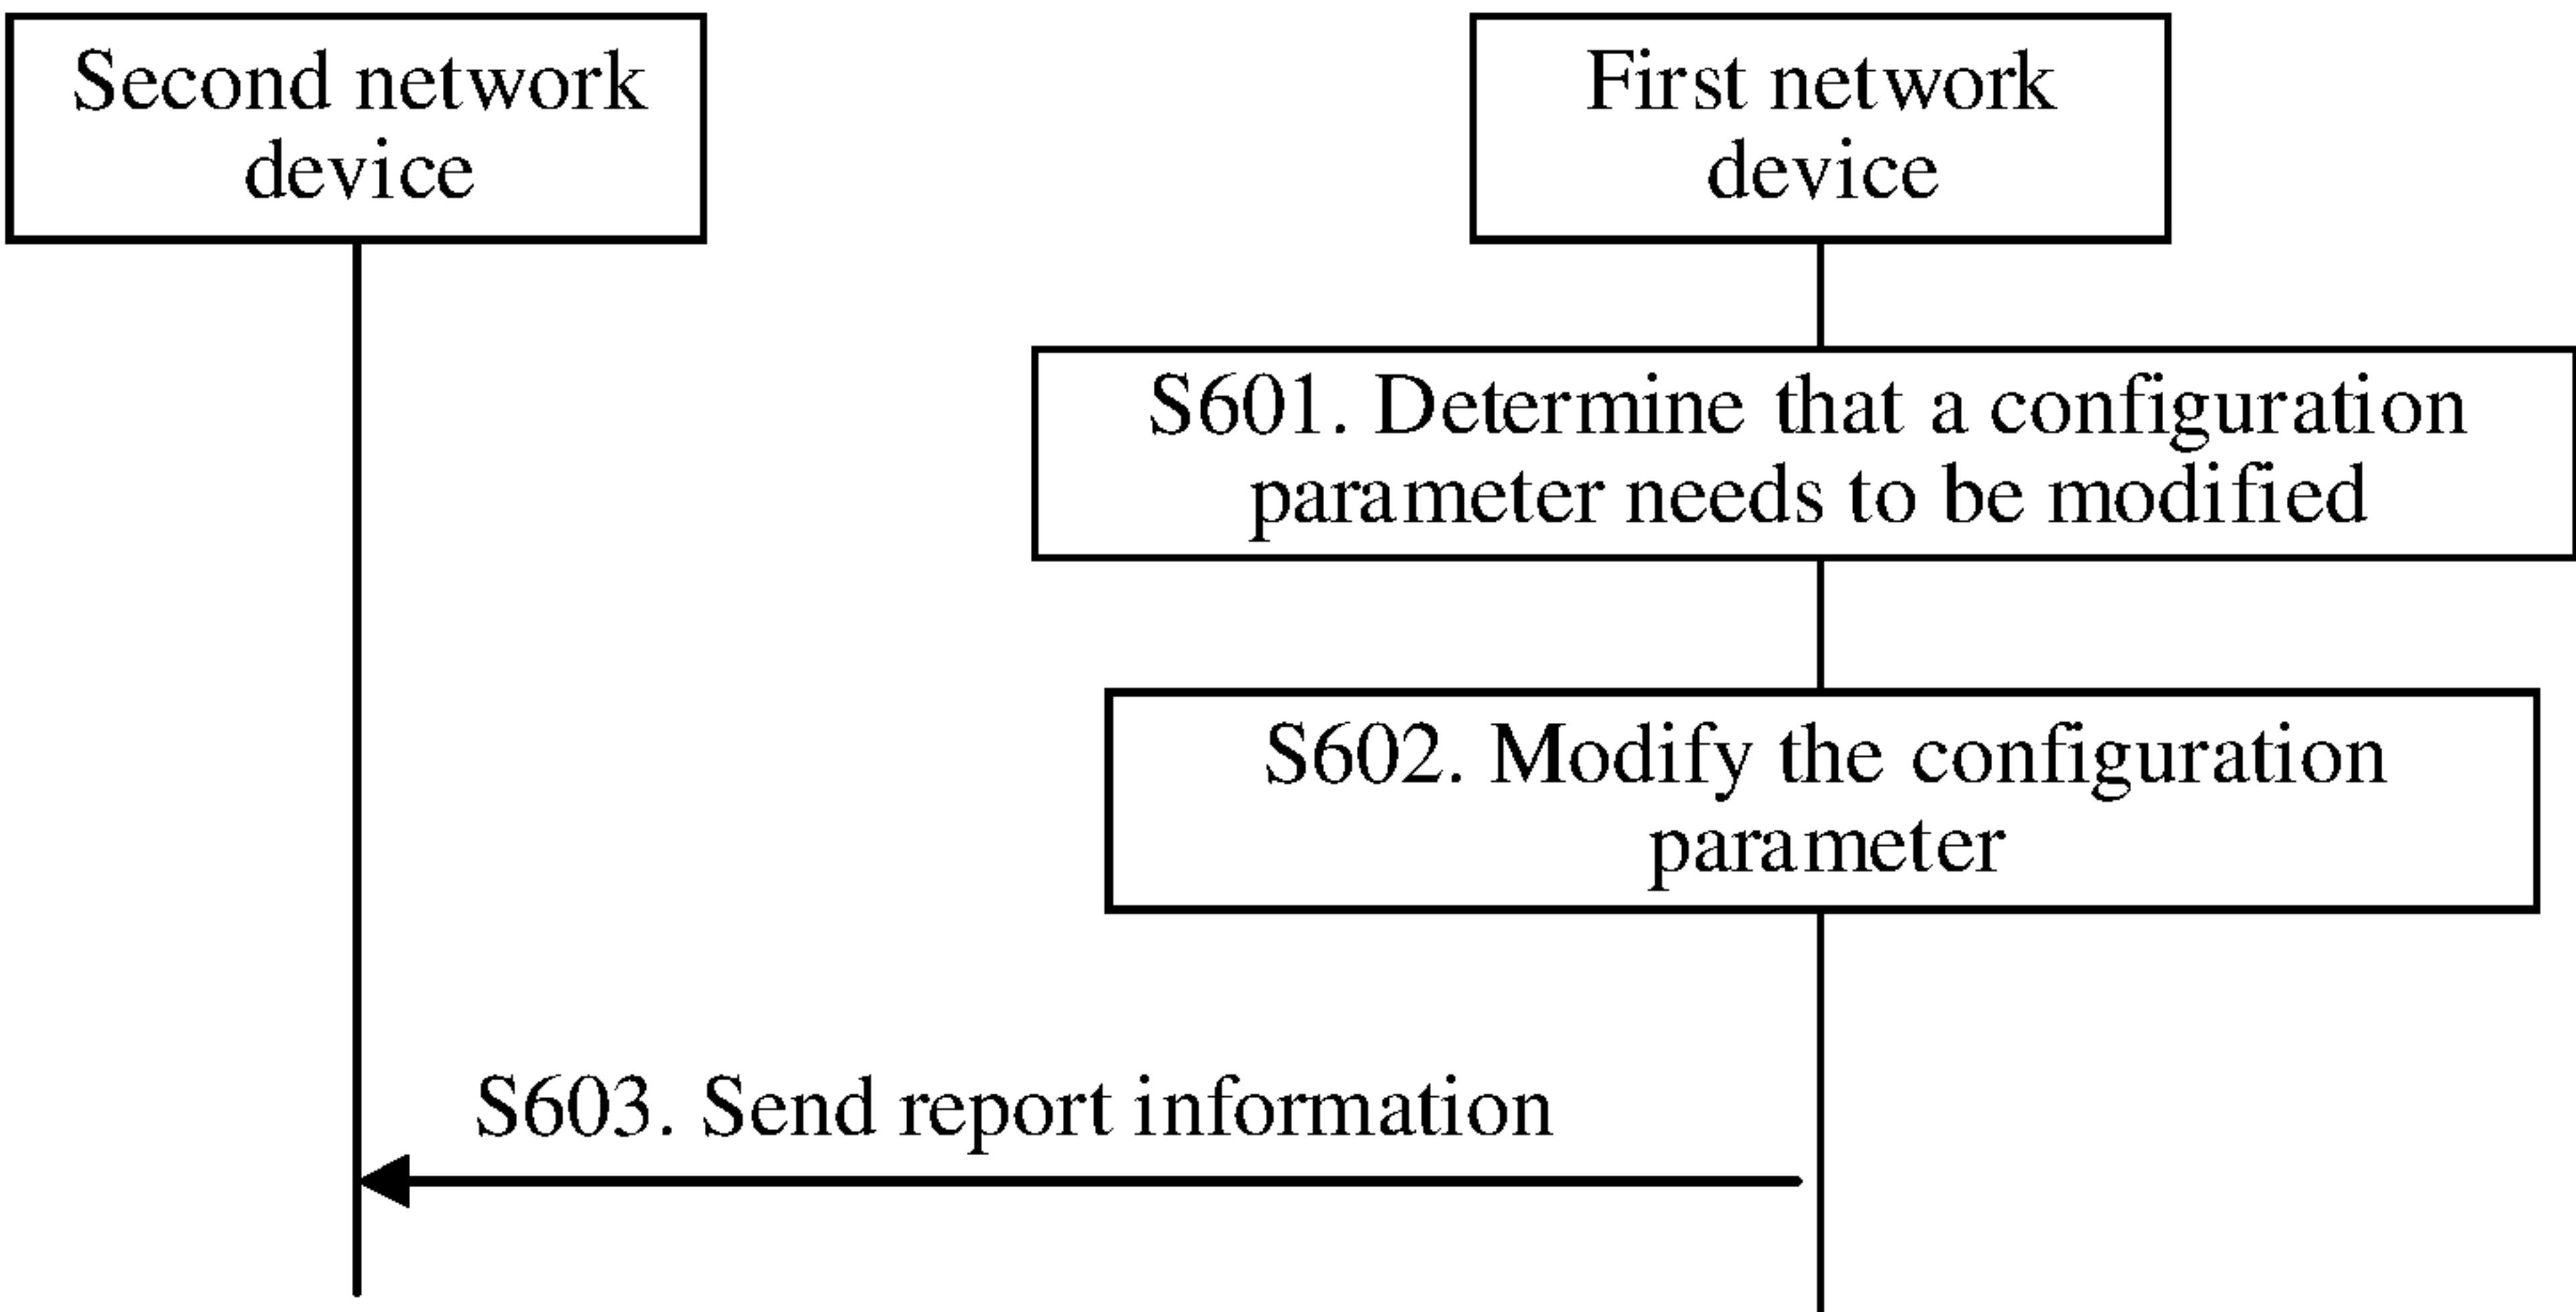 Second network
device
First network
device
S601. Determine that a configuration
parameter needs to be modified
S602. Modify the configuration
parameter
S603. Send report information